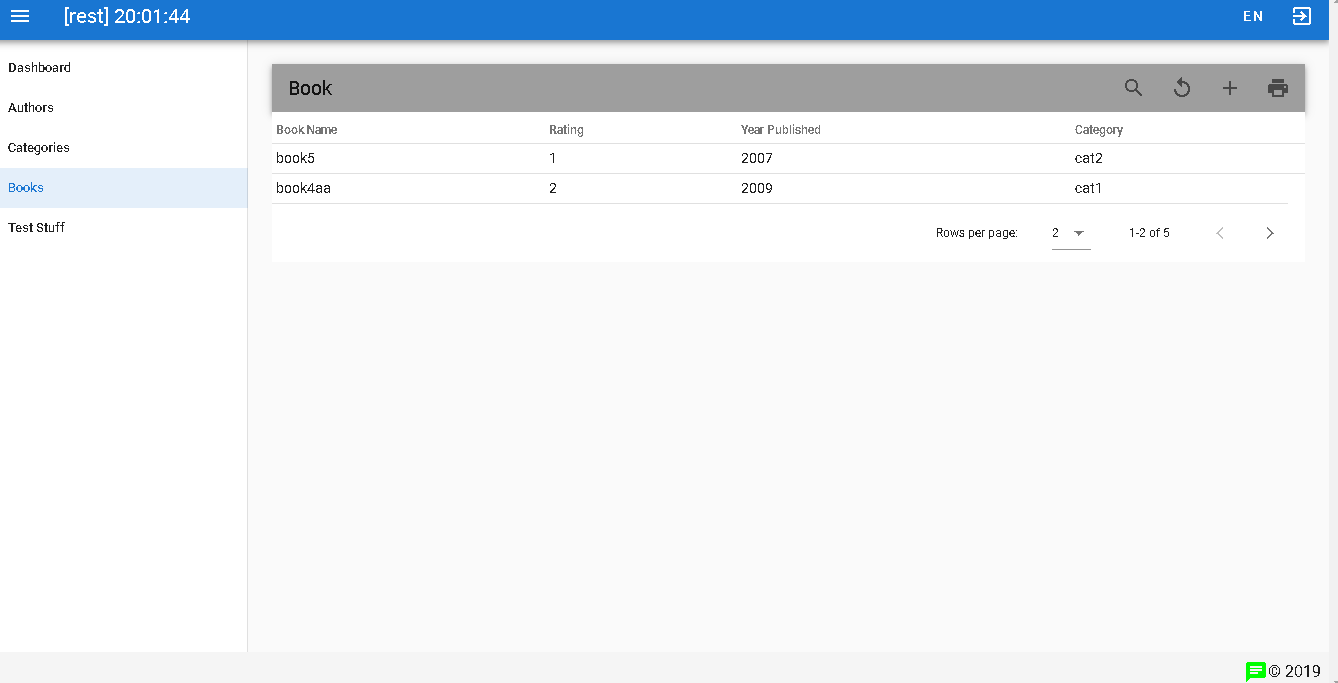 [rest] 20:01:44 EN
Dashboard
Authors
Categories
Books
Test Stuff
Book
Book Name Rating Year Published Category
book5 1 2007 cat2
book4aa 2 2009 cat1
Rows per page: 2 1-2 of 5
© 2019